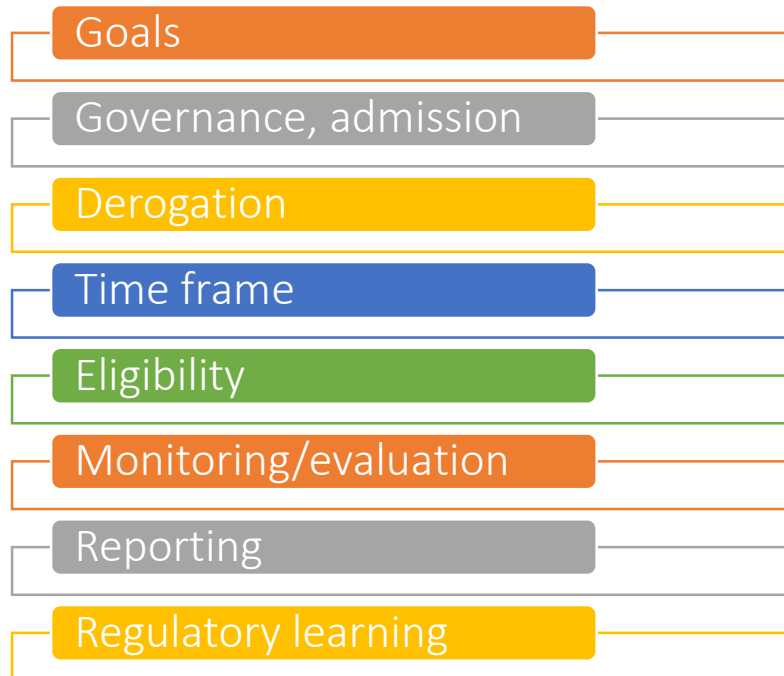 Goals
Governance, admission
Derogation
Time frame
Eligibility
Monitoring/evaluation
Reporting
Regulatory learning